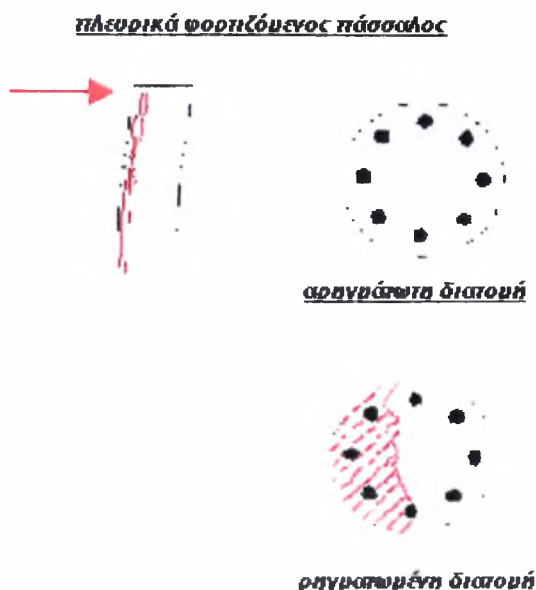 πλευρικά φορτιζόμενος πάσσαλος
αρηγμάτωτη διατομή
ρηγματωμένη διατομή